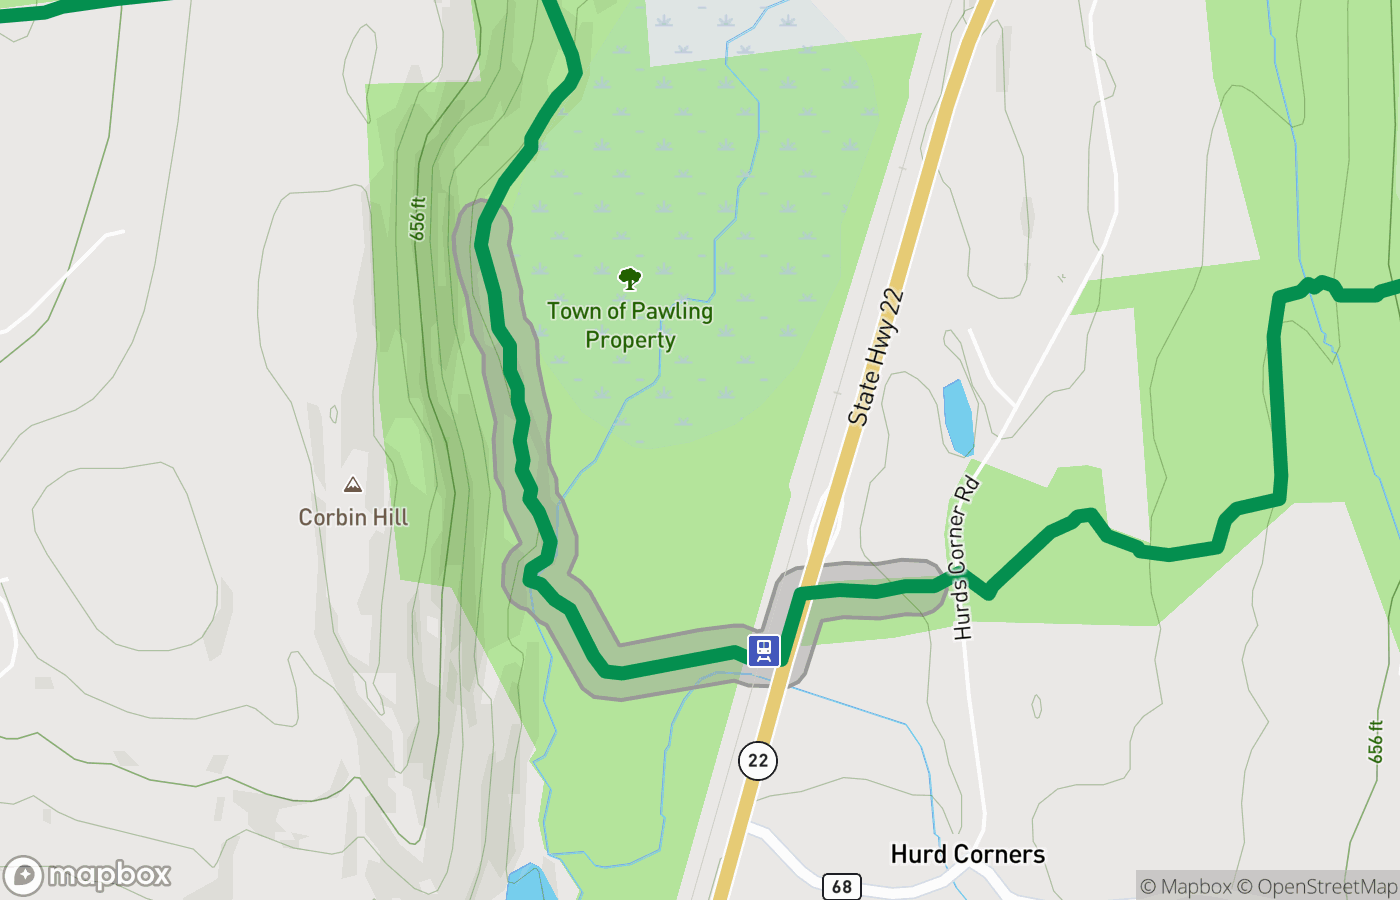 656 ft
Town of Pawling
Property
State Hwy 22
Corbin Hill
Hurds Corner Rd
656 ft
22
Hurd Corners
68
mapbox
© Mapbox © OpenStreetMap